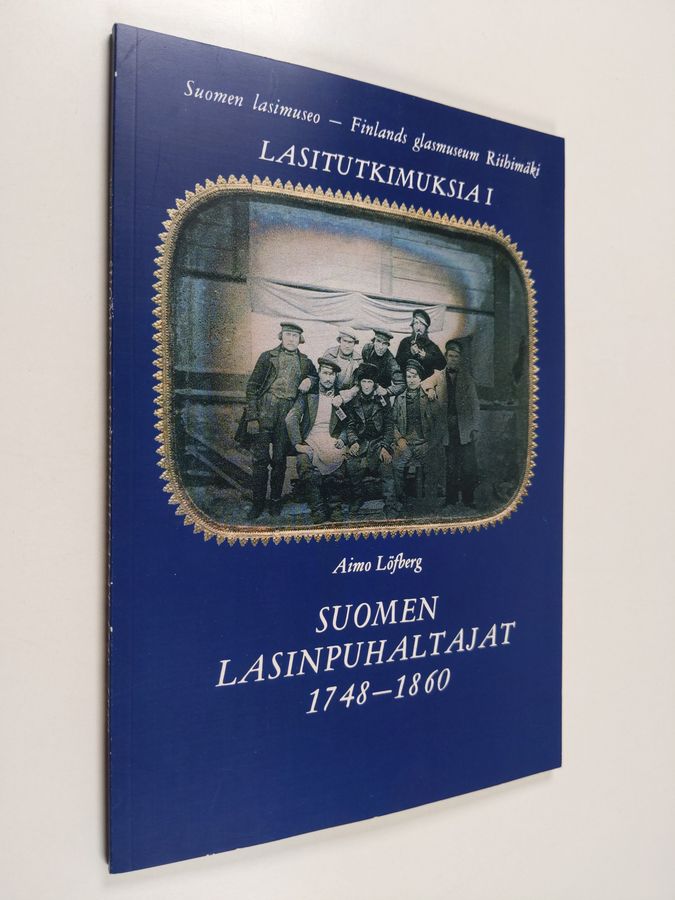 Suomen lasimuseo – Finlands glasmuseum Riihimäki
LASITUTKIMUKSIA I
Aimo Löfberg
SUOMEN
LASINPUHALTAJAT
1748–1860